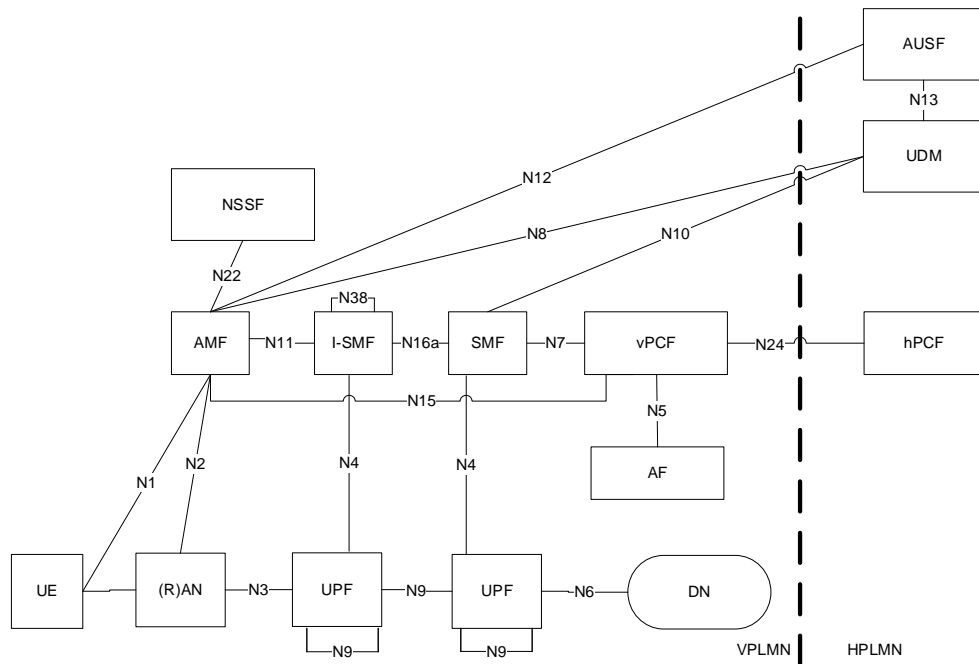 AUSF
N13
UDM
N12
NSSF
N8
N10
N22
N38
AMF
N11
I-SMF
N16a
SMF
N7
vPCF
N24
hPCF
N15
N5
N2
N4
N4
AF
N1
UE
(R)AN
N3
UPF
N9
UPF
N6
DN
N9
N9
VPLMN
HPLMN